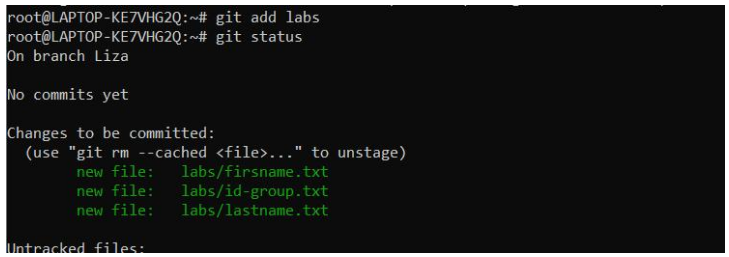 root@LAPTOP-KE7VHG2Q:~# git add labs
root@LAPTOP-KE7VHG2Q:~# git status
On branch Liza
No commits yet
Changes to be committed:
(use "git rm --cached <file>..." to unstage)
new file: labs/firsname.txt
new file: labs/id-group.txt
new file: labs/lastname.txt
Untracked files: